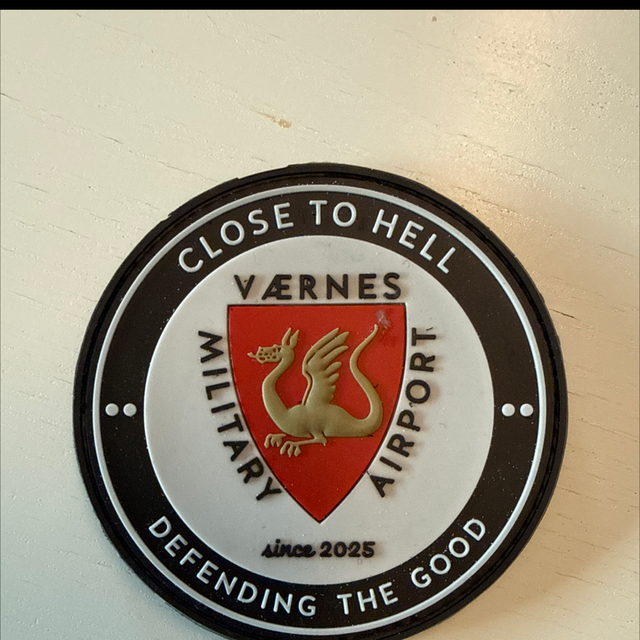 CLOSE TO HELL
VÆRNES
MILITARY
AIRPORT
since 2025
DEFENDING THE GOOD